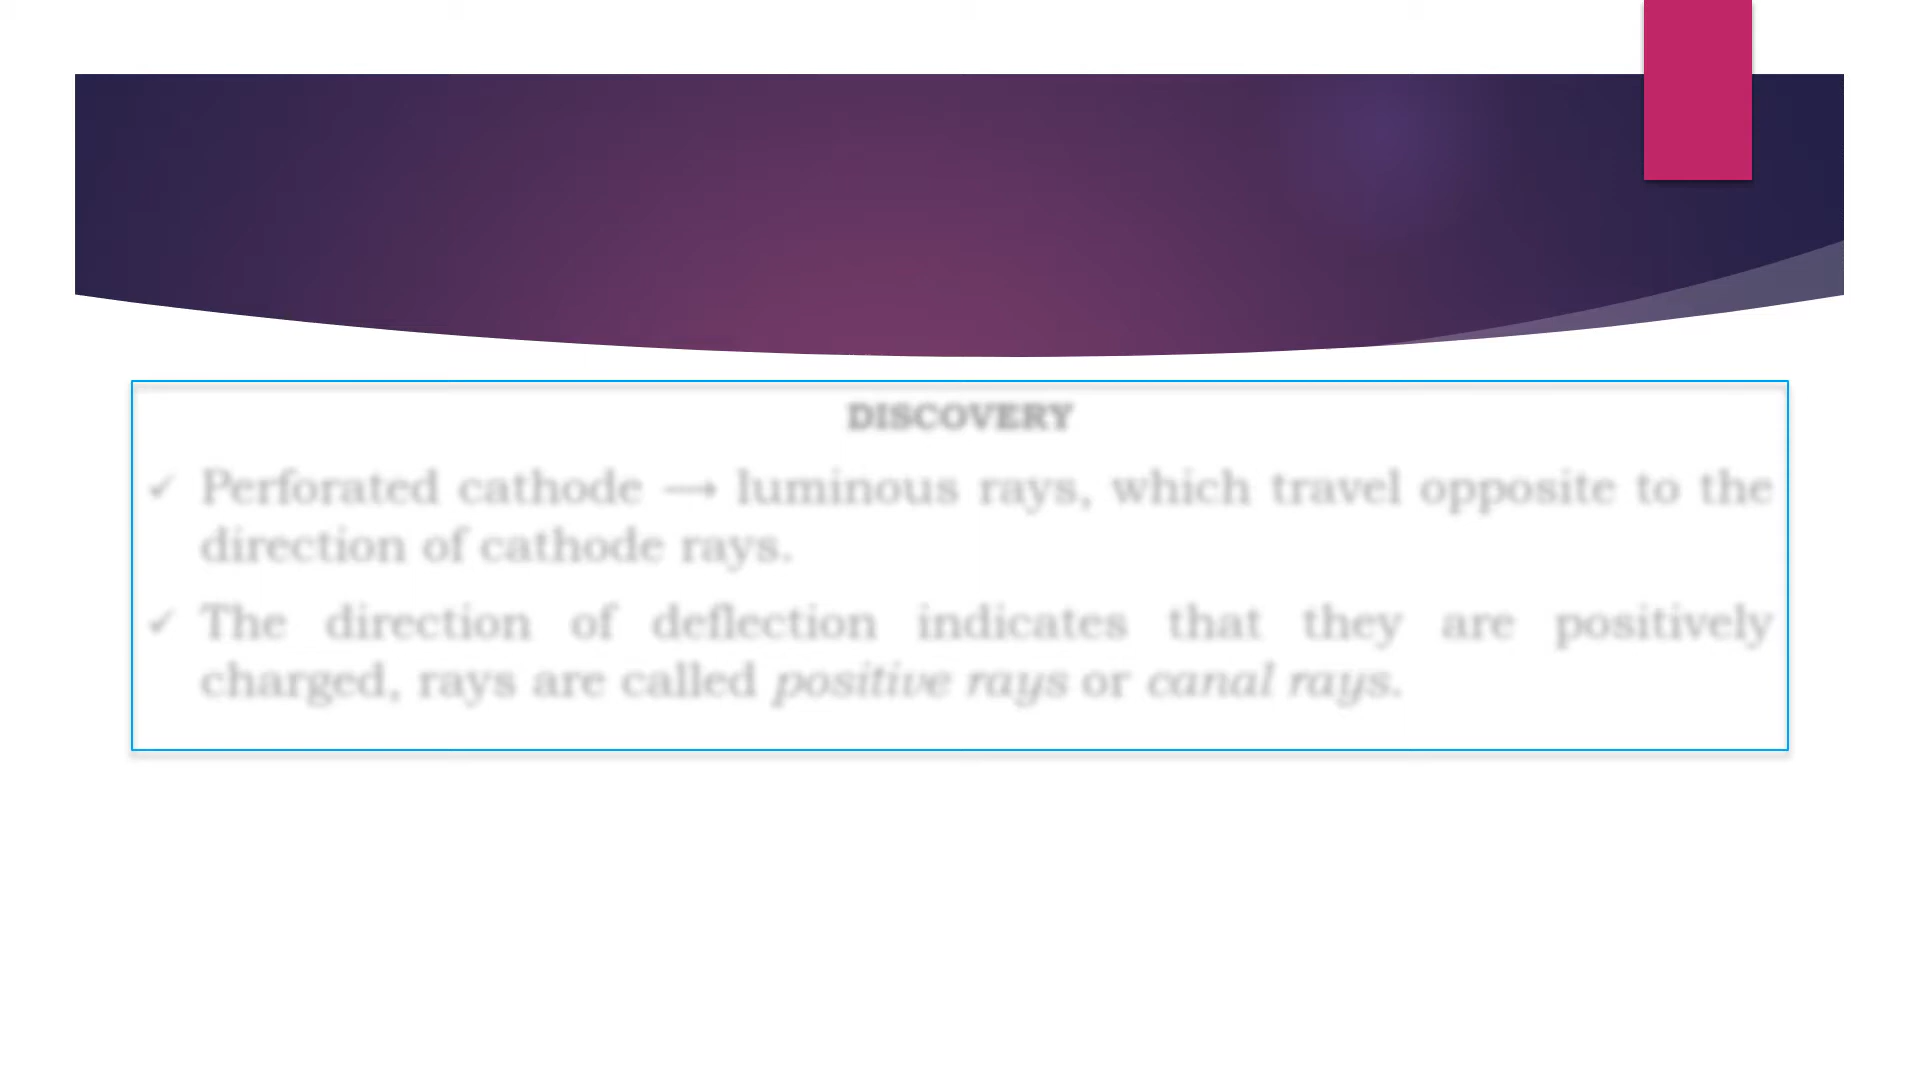 DISCOVERY
✓ Perforated cathode ⟶ luminous rays, which travel opposite to the
direction of cathode rays.
✓ The direction of deflection indicates that they are positively
charged, rays are called positive rays or canal rays.